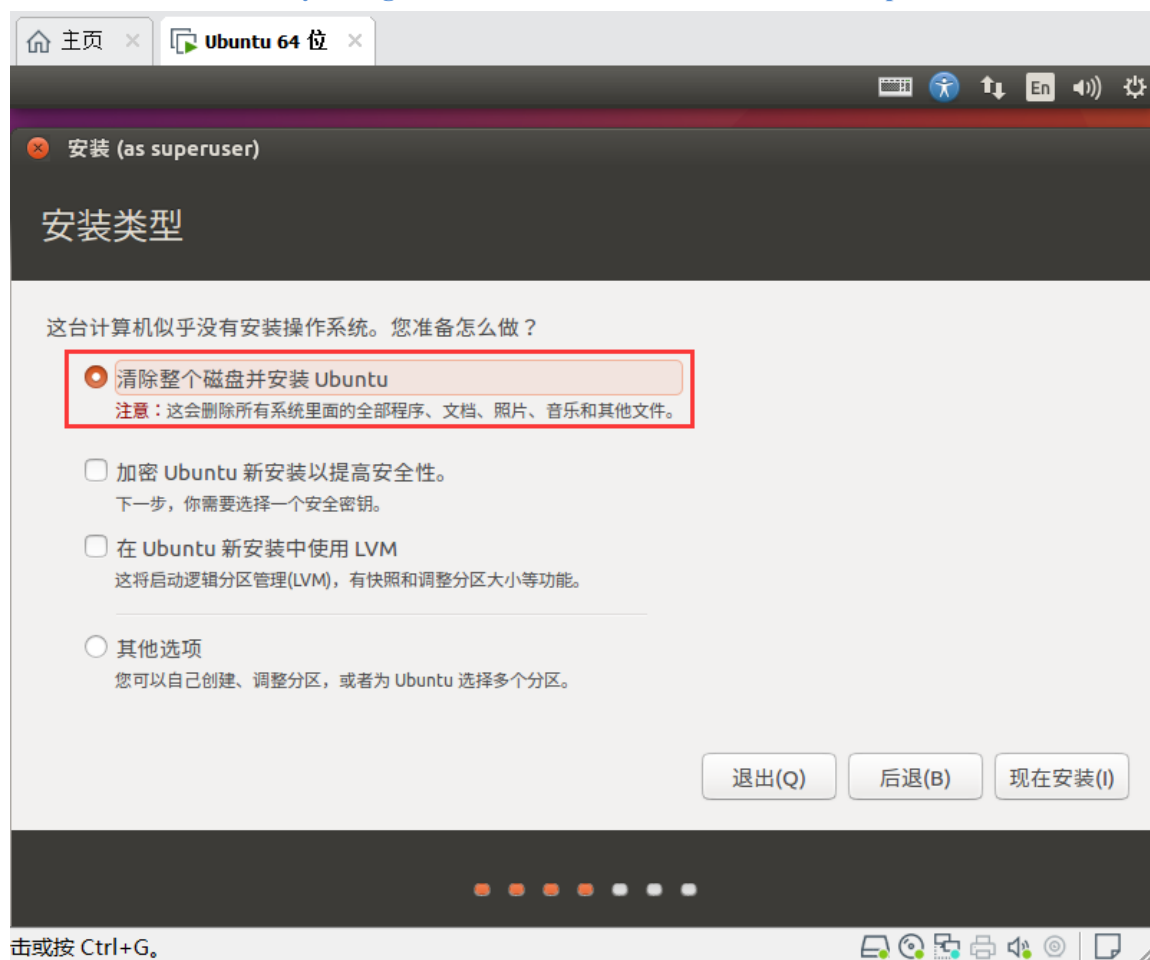 主页
Ubuntu 64 位
En
安装 (as superuser)
安装类型
这台计算机似乎没有安装操作系统。您准备怎么做？
清除整个磁盘并安装 Ubuntu
注意：这会删除所有系统里面的全部程序、文档、照片、音乐和其他文件。
加密 Ubuntu 新安装以提高安全性。
下一步，你需要选择一个安全密钥。
在 Ubuntu 新安装中使用 LVM
这将启动逻辑分区管理(LVM)，有快照和调整分区大小等功能。
其他选项
您可以自己创建、调整分区，或者为 Ubuntu 选择多个分区。
退出(Q) 后退(B) 现在安装(I)
击或按 Ctrl+G。